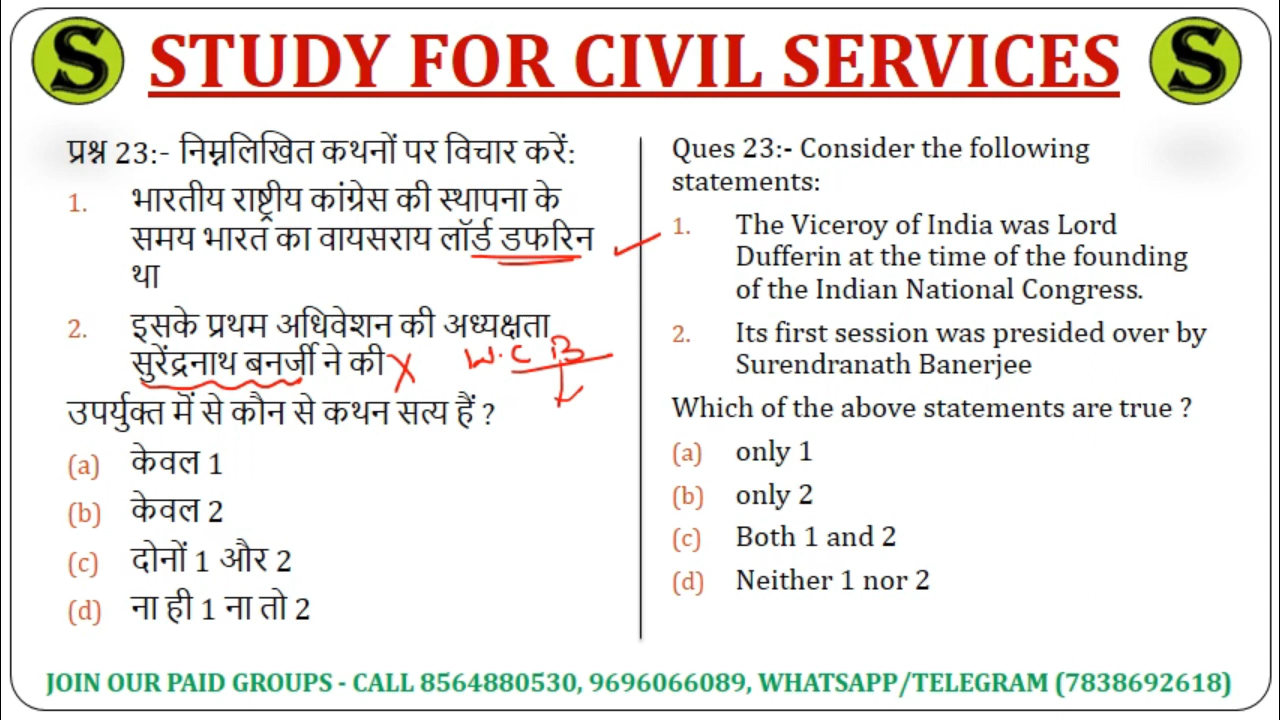 S STUDY FOR CIVIL SERVICES S
प्रश्न 23:- निम्नलिखित कथनों पर विचार करें:
1. भारतीय राष्ट्रीय कांग्रेस की स्थापना के
समय भारत का वायसराय लॉर्ड डफरिन
था
2. इसके प्रथम अधिवेशन की अध्यक्षता
सुरेंद्रनाथ बनर्जी ने की
W.C B
उपर्युक्त में से कौन से कथन सत्य हैं ?
(a) केवल 1
(b) केवल 2
(c) दोनों 1 और 2
(d) ना ही 1 ना तो 2
Ques 23:- Consider the following
statements:
1. The Viceroy of India was Lord
Dufferin at the time of the founding
of the Indian National Congress.
2. Its first session was presided over by
Surendranath Banerjee
Which of the above statements are true ?
(a) only 1
(b) only 2
(c) Both 1 and 2
(d) Neither 1 nor 2
JOIN OUR PAID GROUPS - CALL 8564880530, 9696066089, WHATSAPP/TELEGRAM (7838692618)